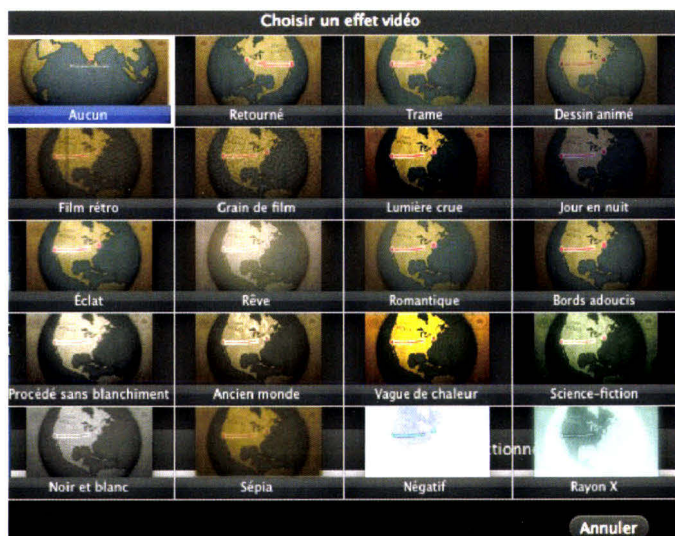 Choisir un effet vidéo
Aucun
Retourné
Trame
Dessin animé
Film rétro
Grain de film
Lumière crue
Jour en nuit
Éclat
Rêve
Romantique
Bords adoucis
Procédé sans blanchiment
Ancien monde
Vague de chaleur
Science-fiction
Noir et blanc
Sépia
Négatif
Rayon X
Annuler